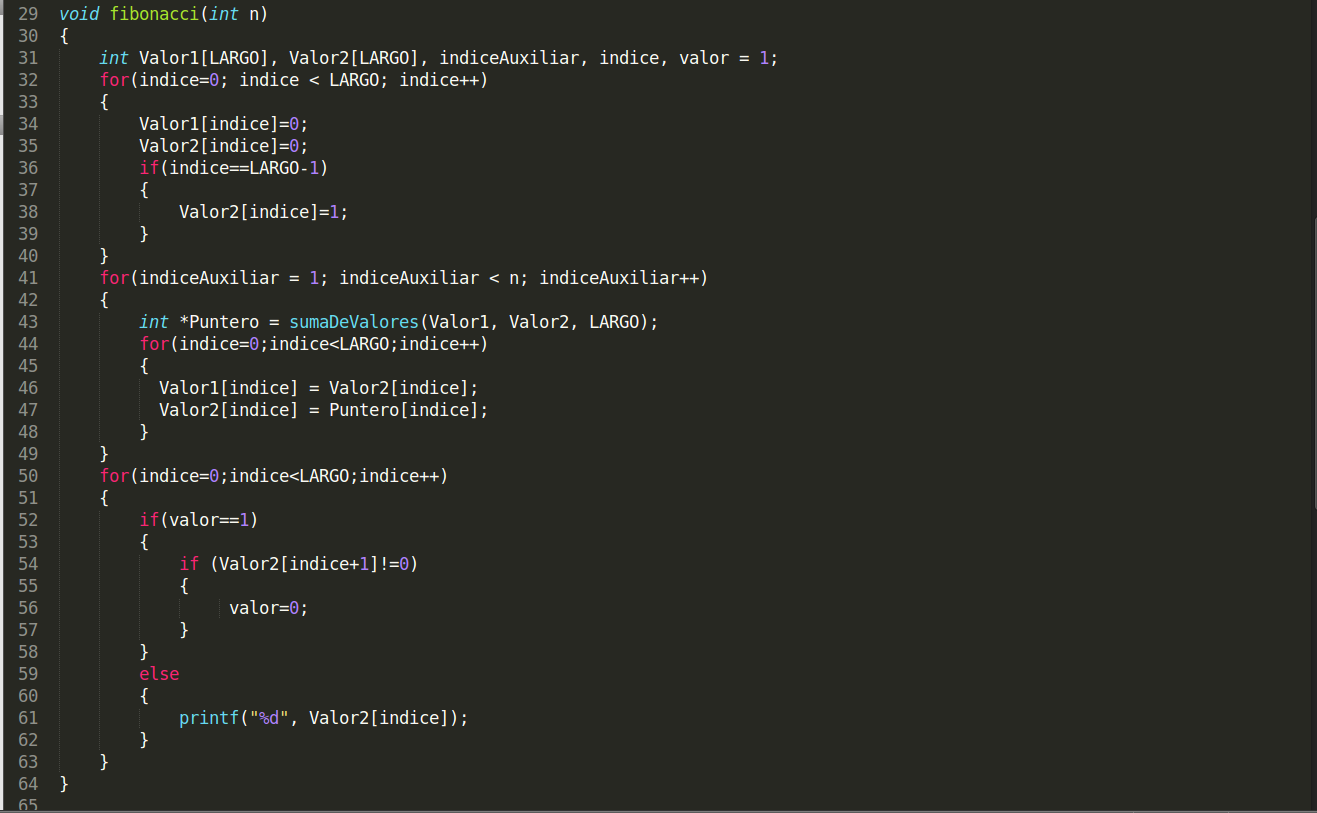 29 void fibonacci(int n)
30 {
31     int Valor1[LARGO], Valor2[LARGO], indiceAuxiliar, indice, valor = 1;
32     for(indice=0; indice < LARGO; indice++)
33     {
34         Valor1[indice]=0;
35         Valor2[indice]=0;
36         if(indice==LARGO-1)
37         {
38             Valor2[indice]=1;
39         }
40     }
41     for(indiceAuxiliar = 1; indiceAuxiliar < n; indiceAuxiliar++)
42     {
43         int *Puntero = sumaDeValores(Valor1, Valor2, LARGO);
44         for(indice=0;indice<LARGO;indice++)
45         {
46           Valor1[indice] = Valor2[indice];
47           Valor2[indice] = Puntero[indice];
48         }
49     }
50     for(indice=0;indice<LARGO;indice++)
51     {
52         if(valor==1)
53         {
54             if (Valor2[indice+1]!=0)
55             {
56                  valor=0;
57             }
58         }
59         else
60         {
61             printf("%d", Valor2[indice]);
62         }
63     }
64 }
65